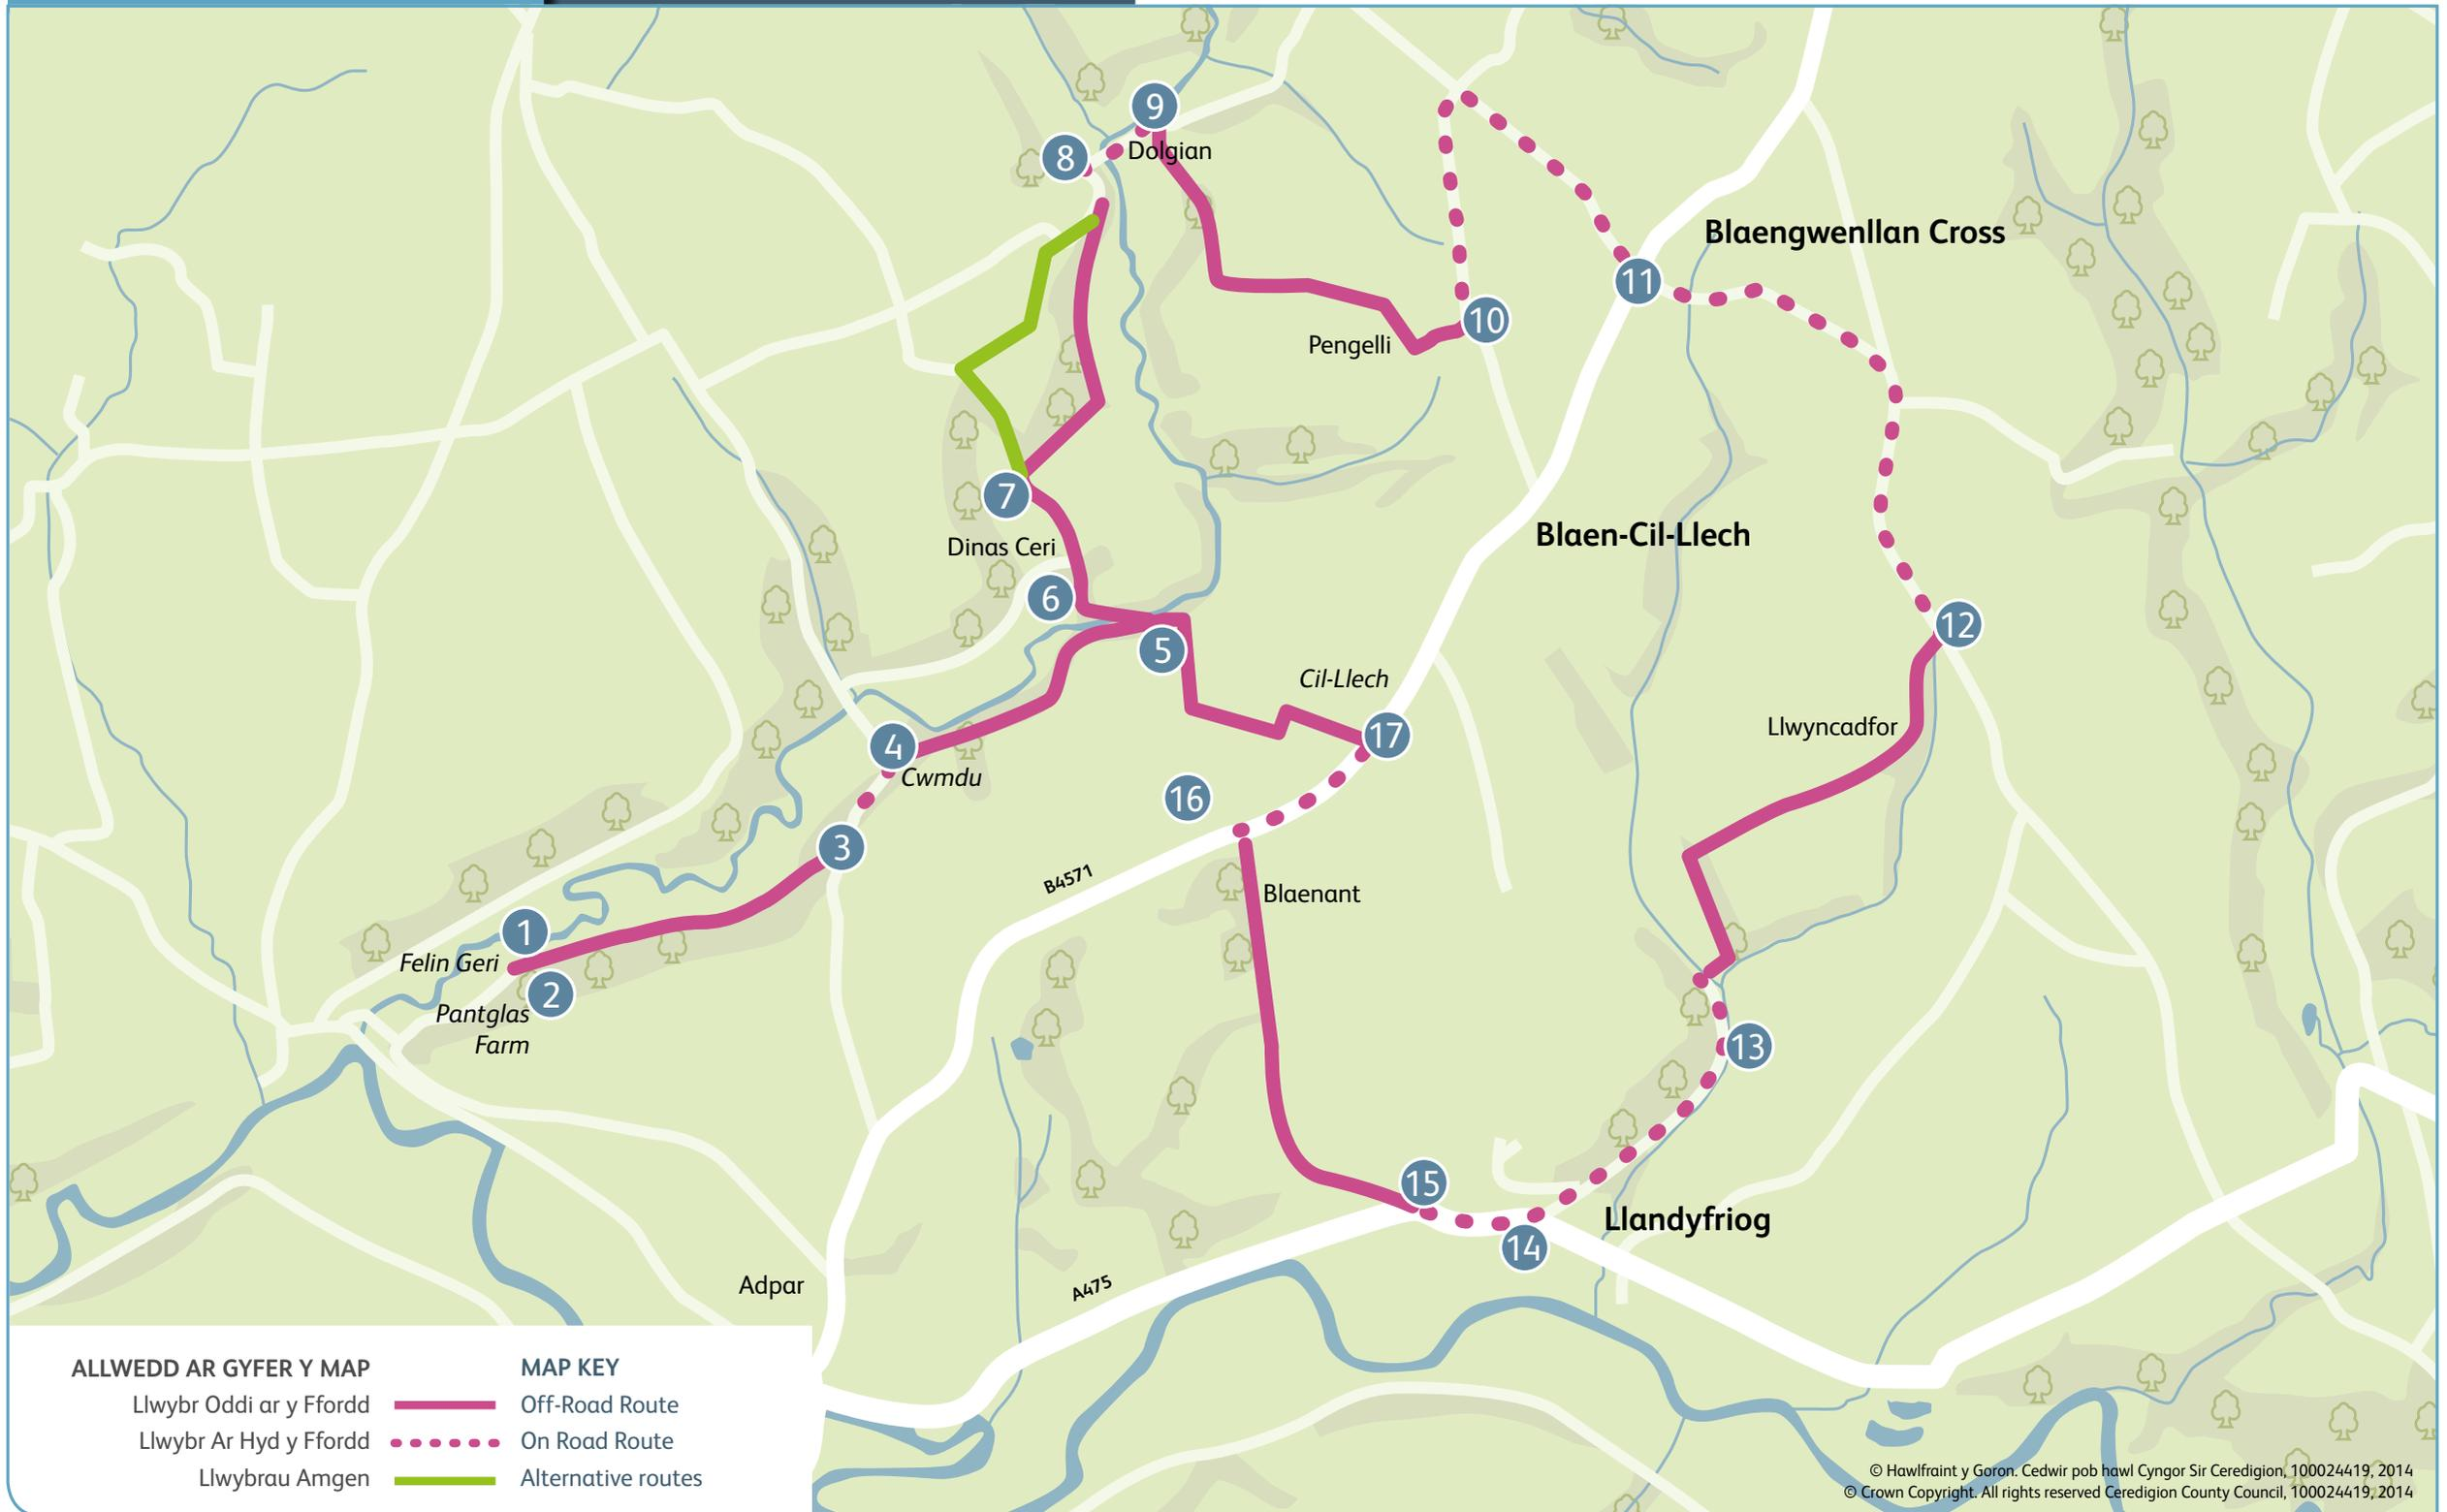 9
8
Dolgian
Blaengwenllan Cross
11
10
Pengelli
7
Dinas Ceri
Blaen-Cil-Llech
6
12
5
Cil-Llech
Llwyncadfor
17
4
Cwmdu
16
3
B4571
Blaenant
1
Felin Geri
2
Pantglas
Farm
13
15
Llandyfriog
14
Adpar
A475
ALLWEDD AR GYFER Y MAP
MAP KEY
Llwybr Oddi ar y Ffordd
Off-Road Route
Llwybr Ar Hyd y Ffordd
On Road Route
Llwybrau Amgen
Alternative routes
© Hawlfraint y Goron. Cedwir pob hawl Cyngor Sir Ceredigion, 100024419, 2014
© Crown Copyright. All rights reserved Ceredigion County Council, 100024419, 2014